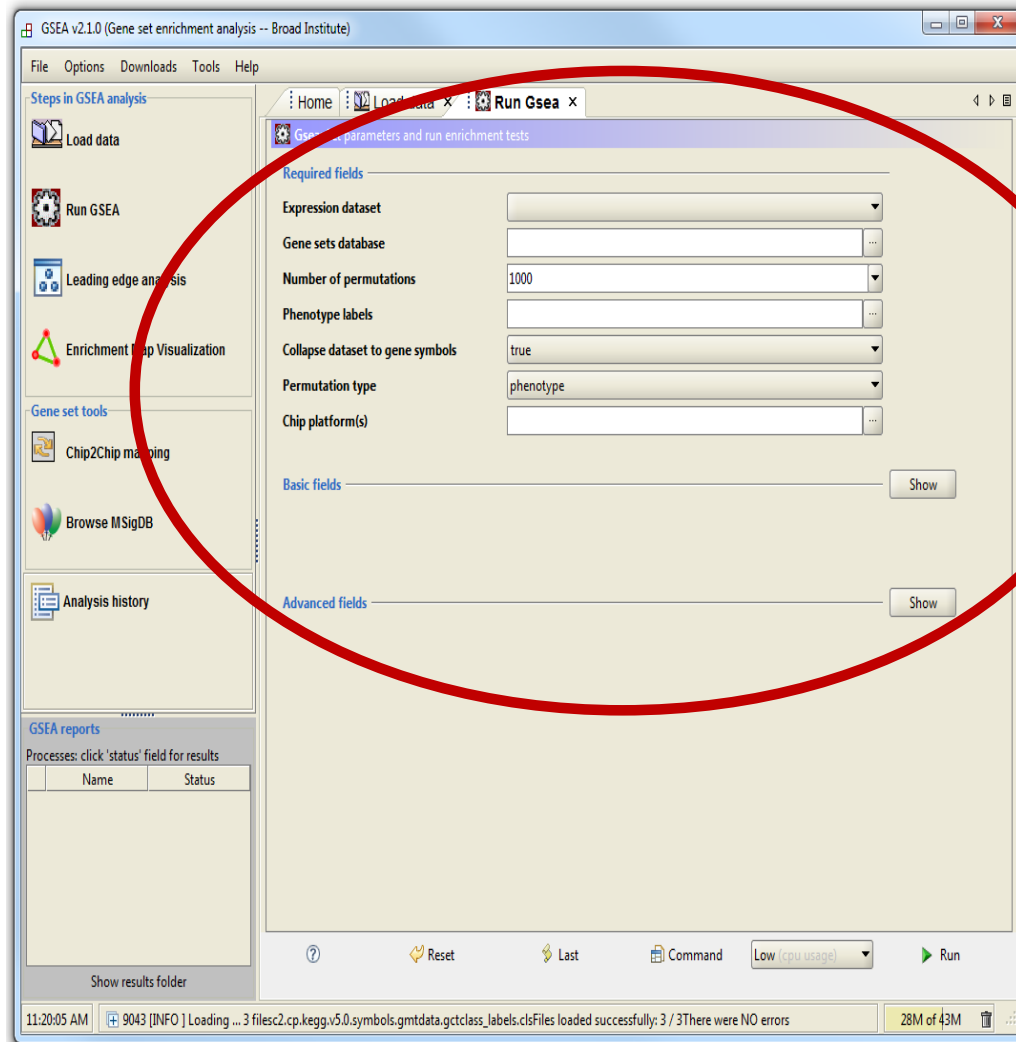 GSEA v2.1.0 (Gene set enrichment analysis -- Broad Institute)
File Options Downloads Tools Help
Steps in GSEA analysis
Load data
Run GSEA
Leading edge analysis
Enrichment Map Visualization
Gene set tools
Chip2Chip mapping
Browse MSigDB
Analysis history
GSEA reports
Processes: click 'status' field for results
Name Status
Show results folder
Home Load data x Run Gsea x
Gsea: Set parameters and run enrichment tests
Required fields
Expression dataset
Gene sets database ...
Number of permutations 1000
Phenotype labels ...
Collapse dataset to gene symbols true
Permutation type phenotype
Chip platform(s) ...
Basic fields Show
Advanced fields Show
? Reset Last Command Low (cpu usage) Run
11:20:05 AM 9043 [INFO ] Loading ... 3 filesc2.cp.kegg.v5.0.symbols.gmtdata.gctclass_labels.clsFiles loaded successfully: 3 / 3There were NO errors 28M of 43M